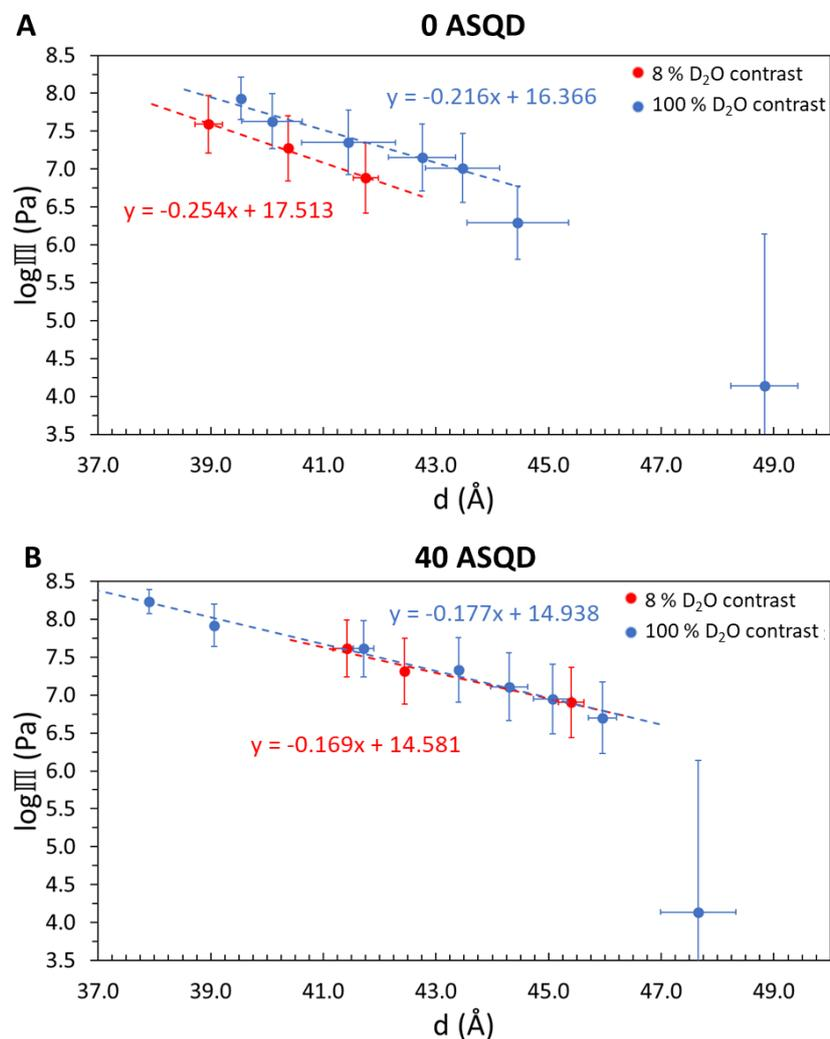 A
0 ASQD
8.5
8.0
7.5
7.0
6.5
6.0
5.5
5.0
4.5
4.0
3.5
log𝕀𝕀𝕀 (Pa)
8 % D₂O contrast
100 % D₂O contrast
y = -0.216x + 16.366
y = -0.254x + 17.513
37.0 39.0 41.0 43.0 45.0 47.0 49.0
d (Å)
B
40 ASQD
8.5
8.0
7.5
7.0
6.5
6.0
5.5
5.0
4.5
4.0
3.5
log𝕀𝕀𝕀 (Pa)
8 % D₂O contrast
100 % D₂O contrast
y = -0.177x + 14.938
y = -0.169x + 14.581
37.0 39.0 41.0 43.0 45.0 47.0 49.0
d (Å)